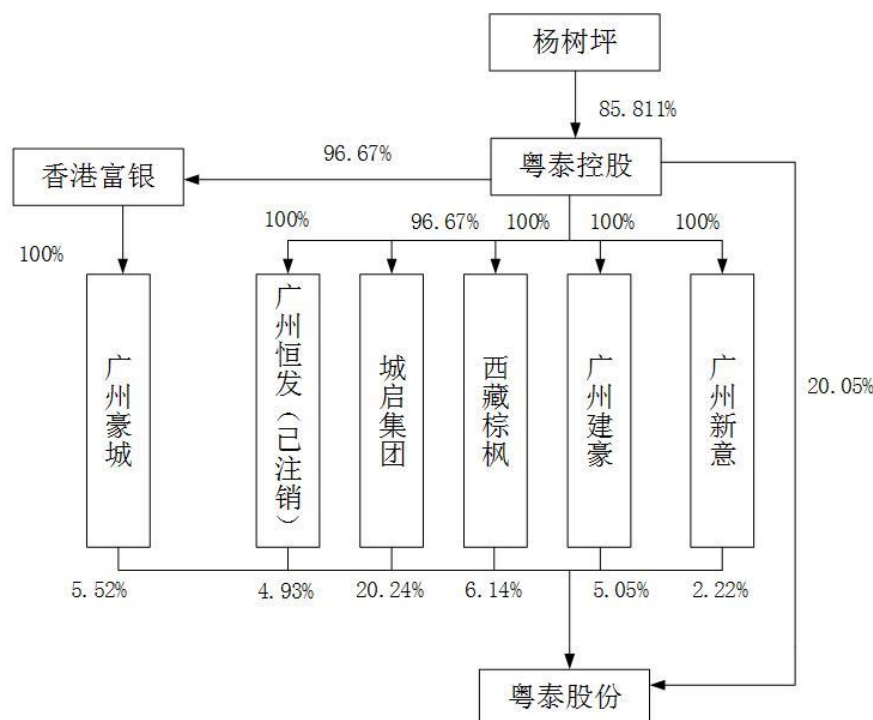 杨树坪
85.811%
粤泰控股
96.67%
香港富银
100%
96.67%
100%
100%
100%
100%
广州豪城
广州恒发（已注销）
城启集团
西藏棕枫
广州建豪
广州新意
20.05%
5.52%
4.93%
20.24%
6.14%
5.05%
2.22%
粤泰股份